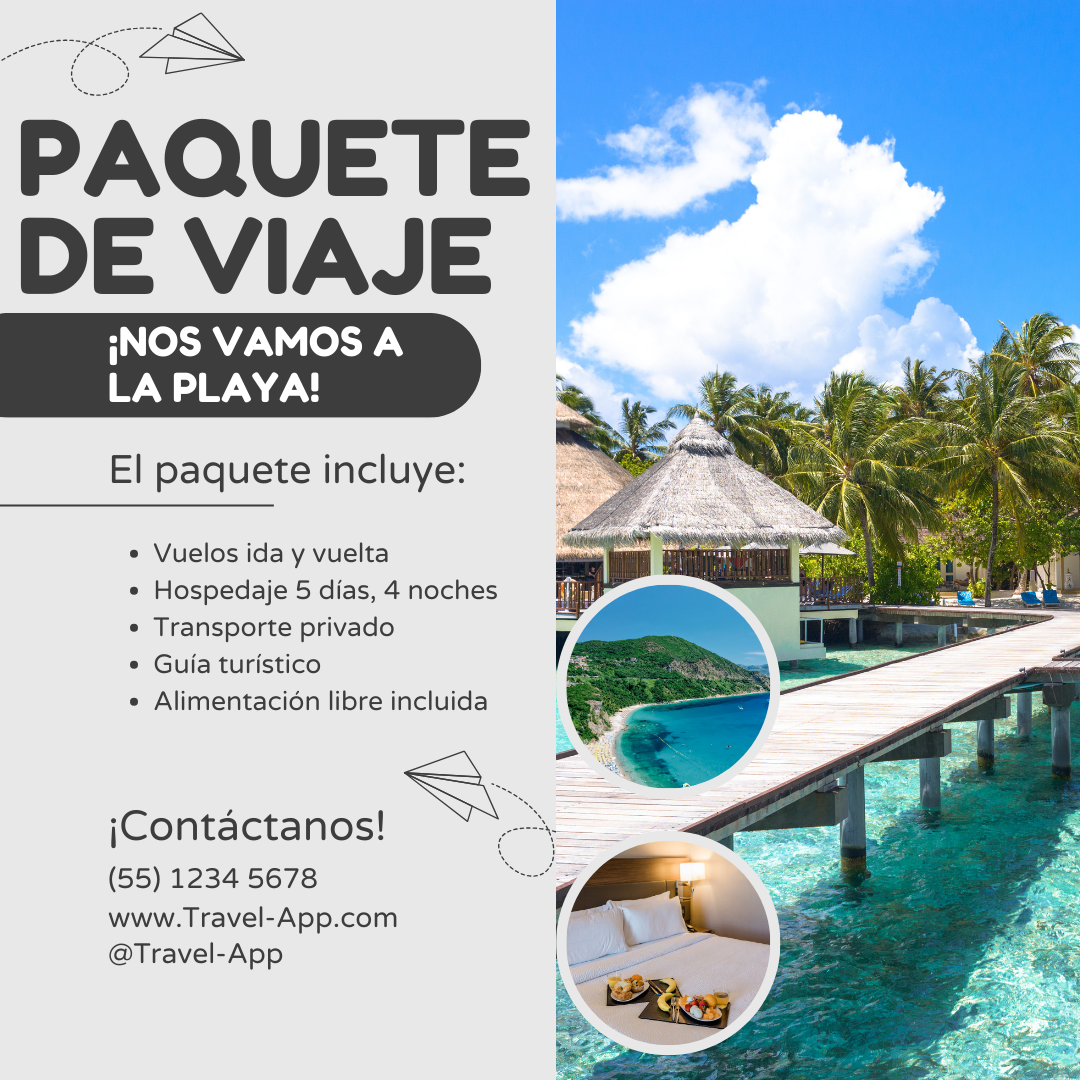 PAQUETE
DE VIAJE
¡NOS VAMOS A
LA PLAYA!
El paquete incluye:
• Vuelos ida y vuelta
• Hospedaje 5 días, 4 noches
• Transporte privado
• Guía turístico
• Alimentación libre incluida
¡Contáctanos!
(55) 1234 5678
www.Travel-App.com
@Travel-App